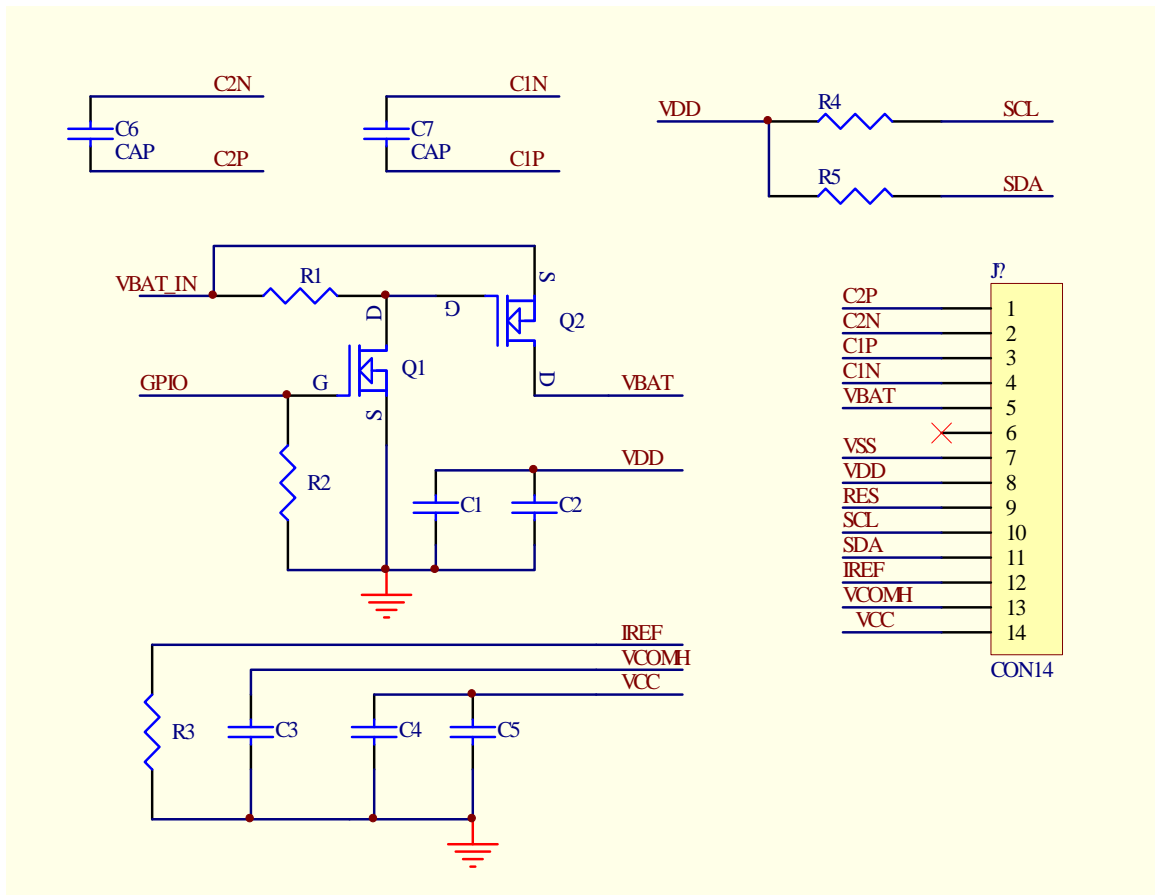 C2N
C6
CAP
C2P
C1N
C7
CAP
C1P
VDD
R4
SCL
R5
SDA
VBAT_IN
R1
S
D
G
Q2
G
Q1
D
VBAT
GPIO
S
R2
VDD
C1
C2
J?
C2P
1
C2N
2
C1P
3
C1N
4
VBAT
5
6
VSS
7
VDD
8
RES
9
SCL
10
SDA
11
IREF
12
VCOMH
13
VCC
14
CON14
IREF
VCOMH
VCC
R3
C3
C4
C5